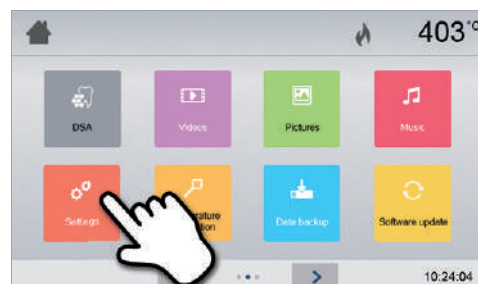 403 °C
DSA
Videos
Pictures
Music
Settings
Data backup
Software update
10:24:04